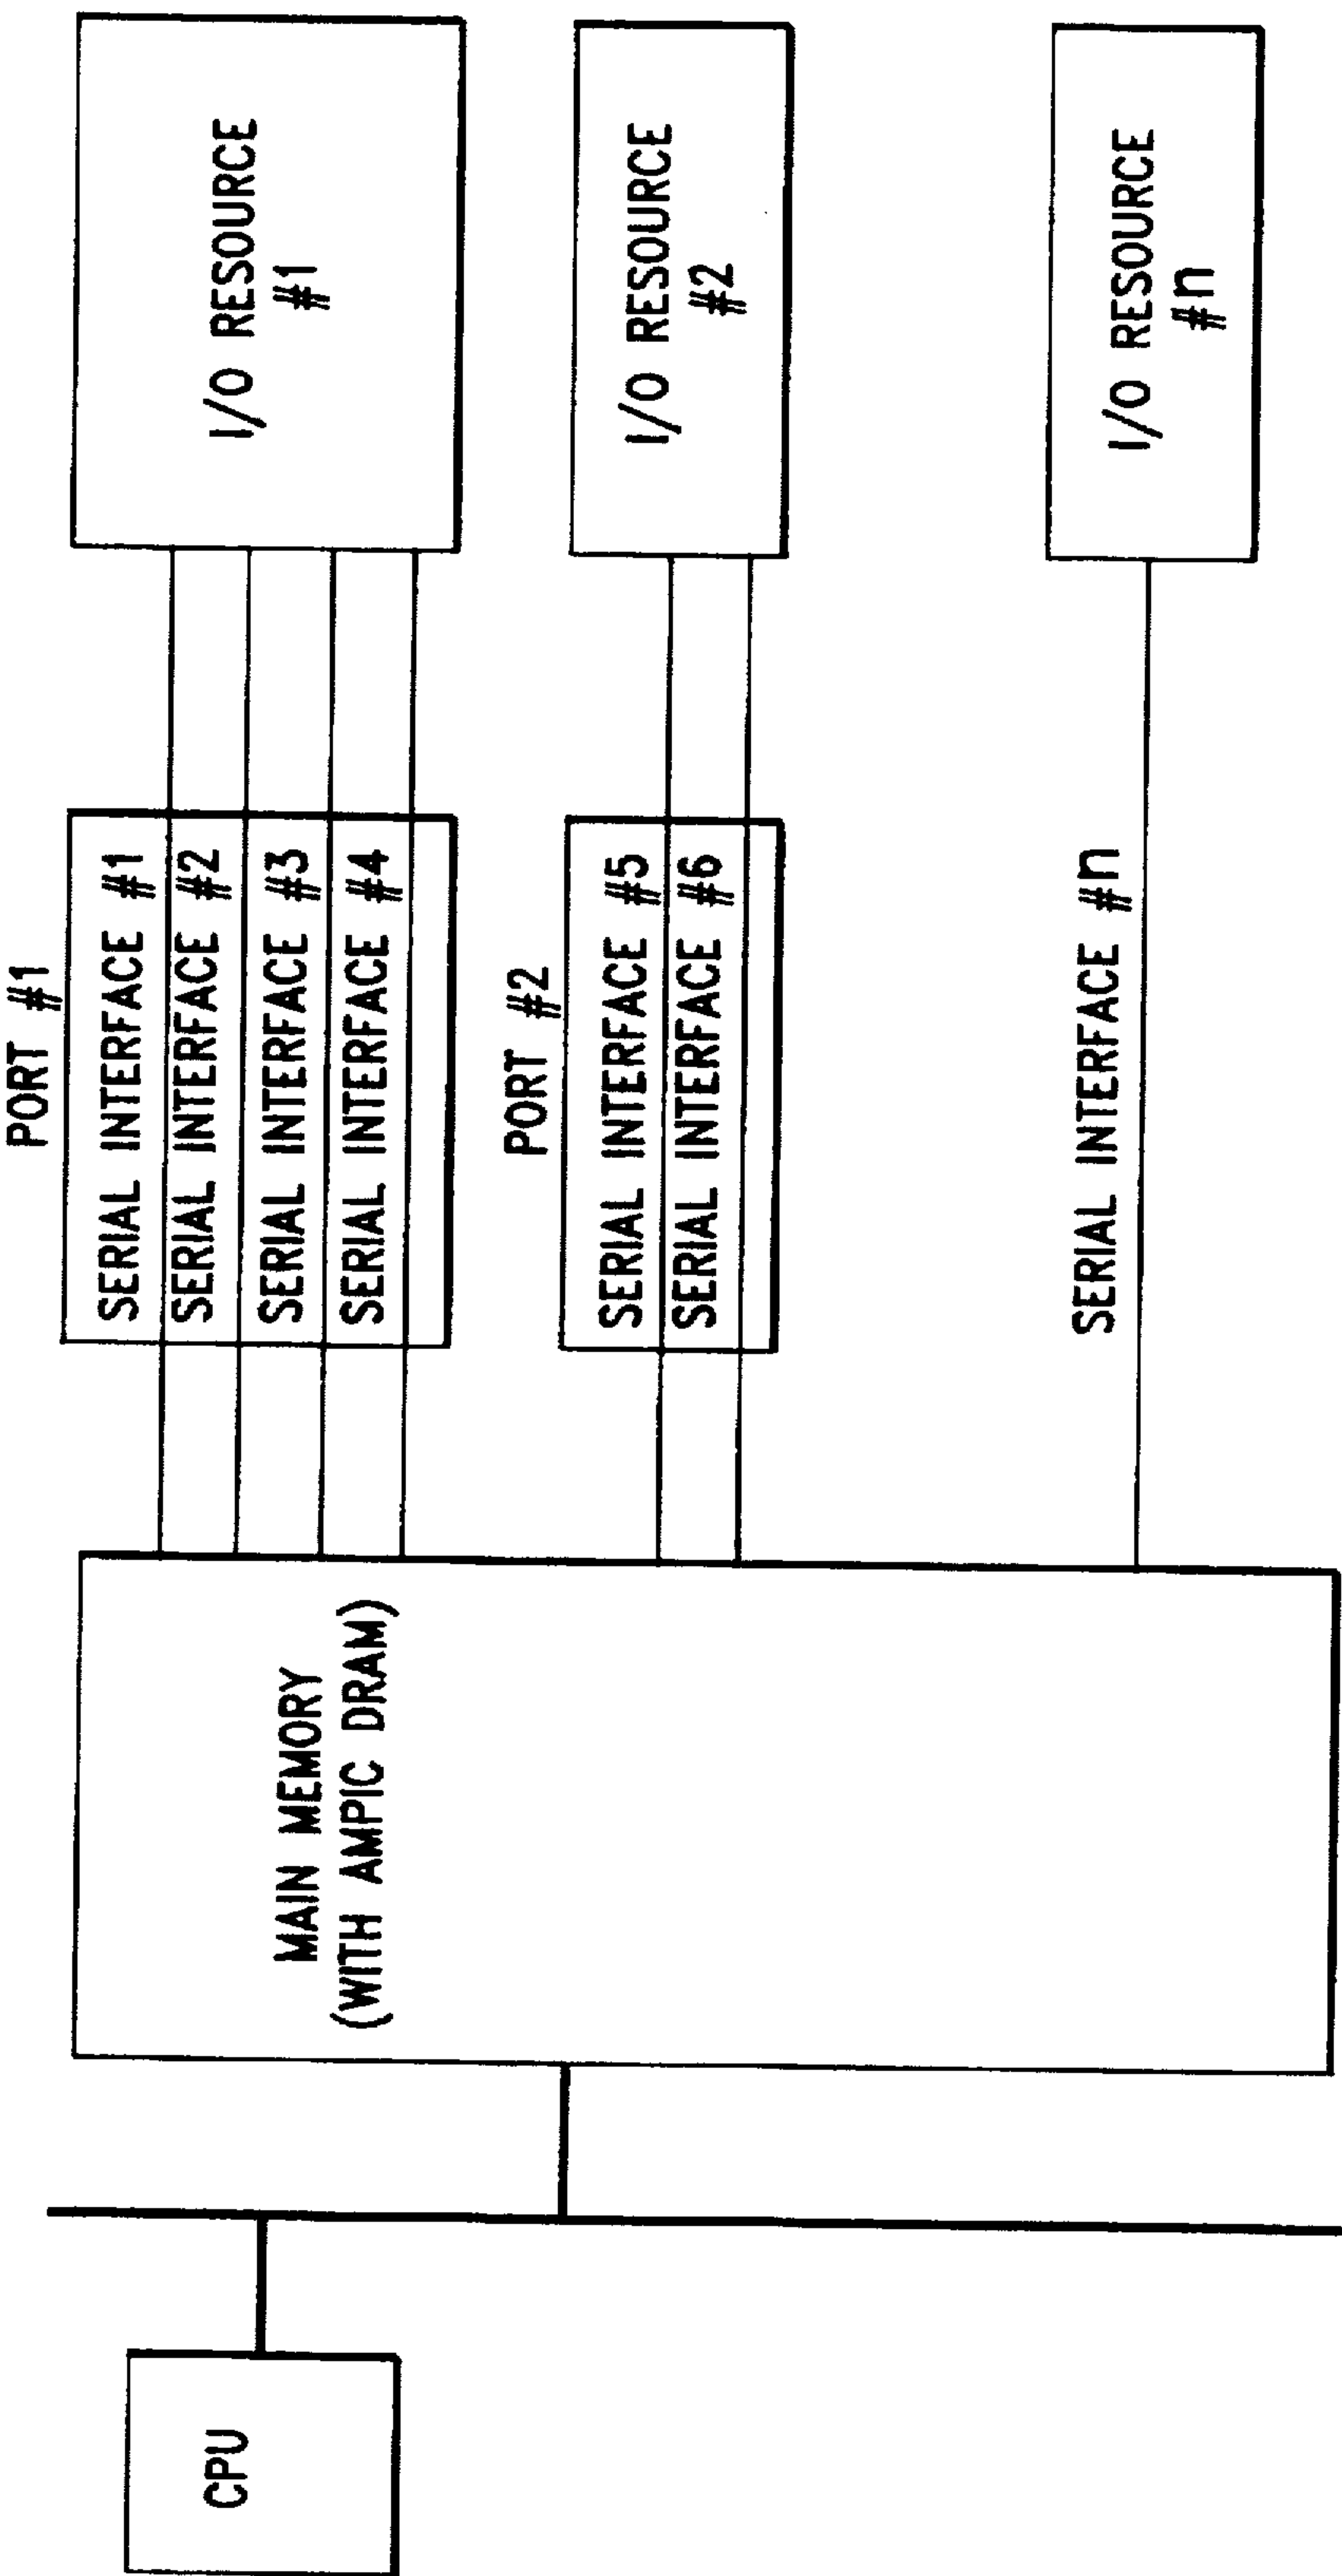 PORT #1
SERIAL INTERFACE #1
SERIAL INTERFACE #2
SERIAL INTERFACE #3
SERIAL INTERFACE #4
I/O RESOURCE
#1
PORT #2
SERIAL INTERFACE #5
SERIAL INTERFACE #6
I/O RESOURCE
#2
SERIAL INTERFACE #n
I/O RESOURCE
#n
MAIN MEMORY
(WITH AMPIC DRAM)
CPU